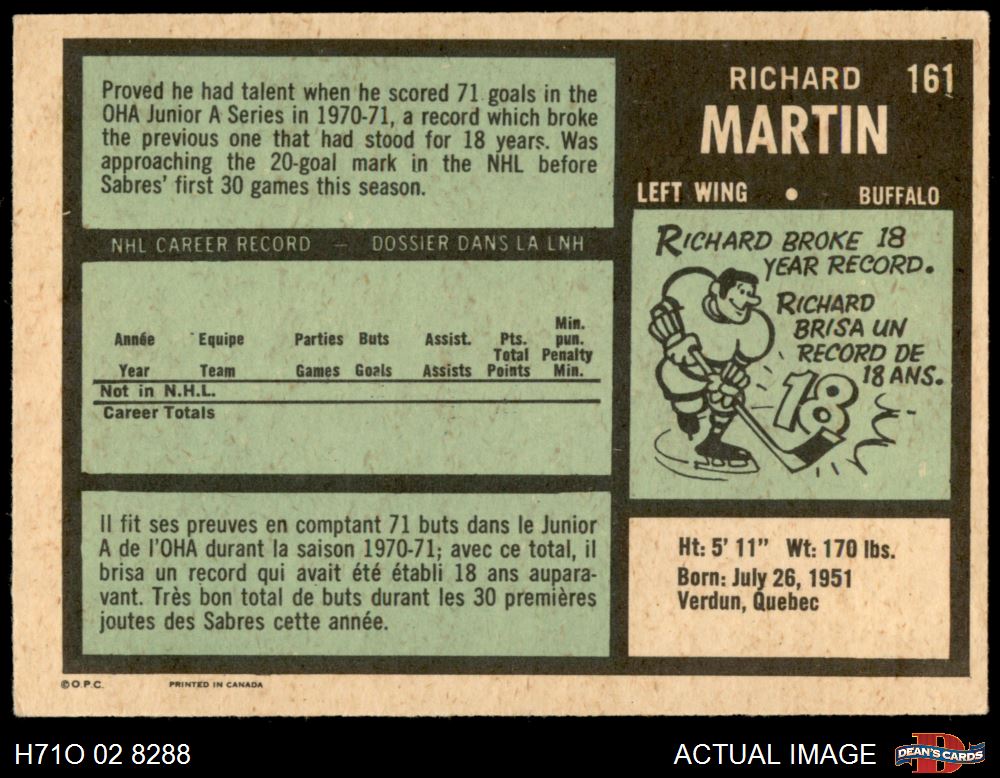 RICHARD 161
MARTIN
LEFT WING • BUFFALO
Proved he had talent when he scored 71 goals in the
OHA Junior A Series in 1970-71, a record which broke
the previous one that had stood for 18 years. Was
approaching the 20-goal mark in the NHL before
Sabres' first 30 games this season.
NHL CAREER RECORD — DOSSIER DANS LA LNH
Année Equipe Parties Buts Assist. Pts. Min. pun.
Year Team Games Goals Assists Total Points Penalty Min.
Not in N.H.L.
Career Totals
Il fit ses preuves en comptant 71 buts dans le Junior
A de l'OHA durant la saison 1970-71; avec ce total, il
brisa un record qui avait été établi 18 ans aupara-
vant. Très bon total de buts durant les 30 premières
joutes des Sabres cette année.
RICHARD BROKE 18
YEAR RECORD.
RICHARD
BRISA UN
RECORD DE
18 ANS.
18
Ht: 5' 11" Wt: 170 lbs.
Born: July 26, 1951
Verdun, Quebec
©O.P.C. PRINTED IN CANADA
H71O 02 8288 ACTUAL IMAGE DEAN'S CARDS